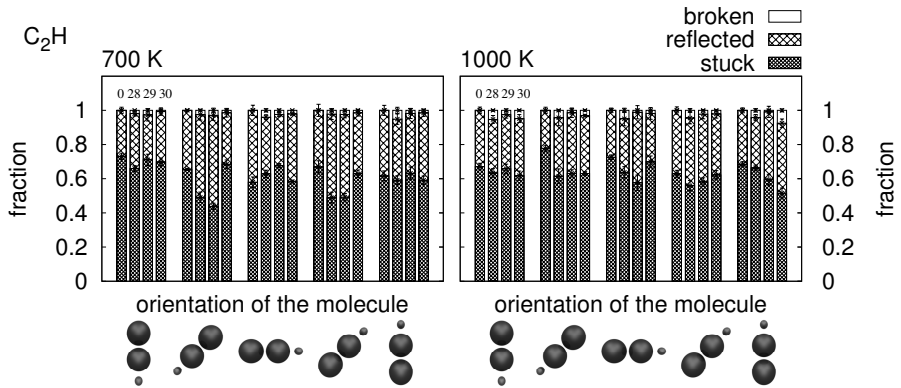 C2H
broken
reflected
stuck
700 K
1000 K
0 28 29 30
0 28 29 30
1
0.8
0.6
0.4
0.2
0
fraction
1
0.8
0.6
0.4
0.2
0
fraction
orientation of the molecule
orientation of the molecule